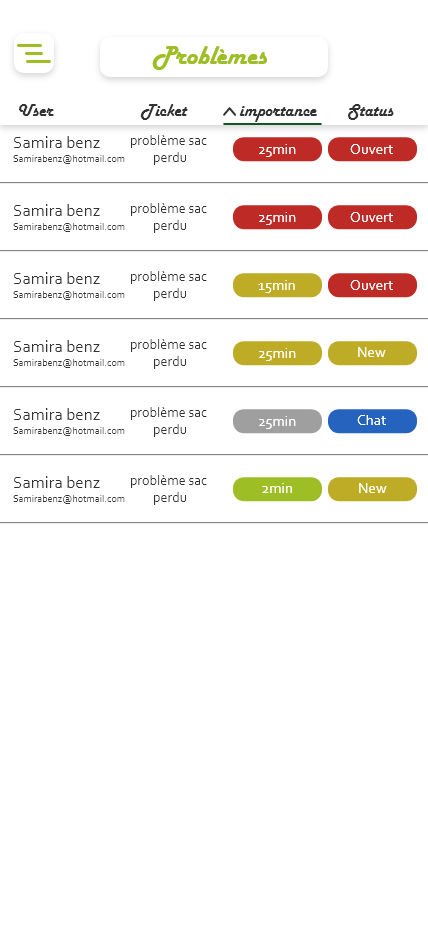 Problèmes
User Ticket importance Status
Samira benz problème sac 25min Ouvert
Samirabenz@hotmail.com perdu
Samira benz problème sac 25min Ouvert
Samirabenz@hotmail.com perdu
Samira benz problème sac 15min Ouvert
Samirabenz@hotmail.com perdu
Samira benz problème sac 25min New
Samirabenz@hotmail.com perdu
Samira benz problème sac 25min Chat
Samirabenz@hotmail.com perdu
Samira benz problème sac 2min New
Samirabenz@hotmail.com perdu